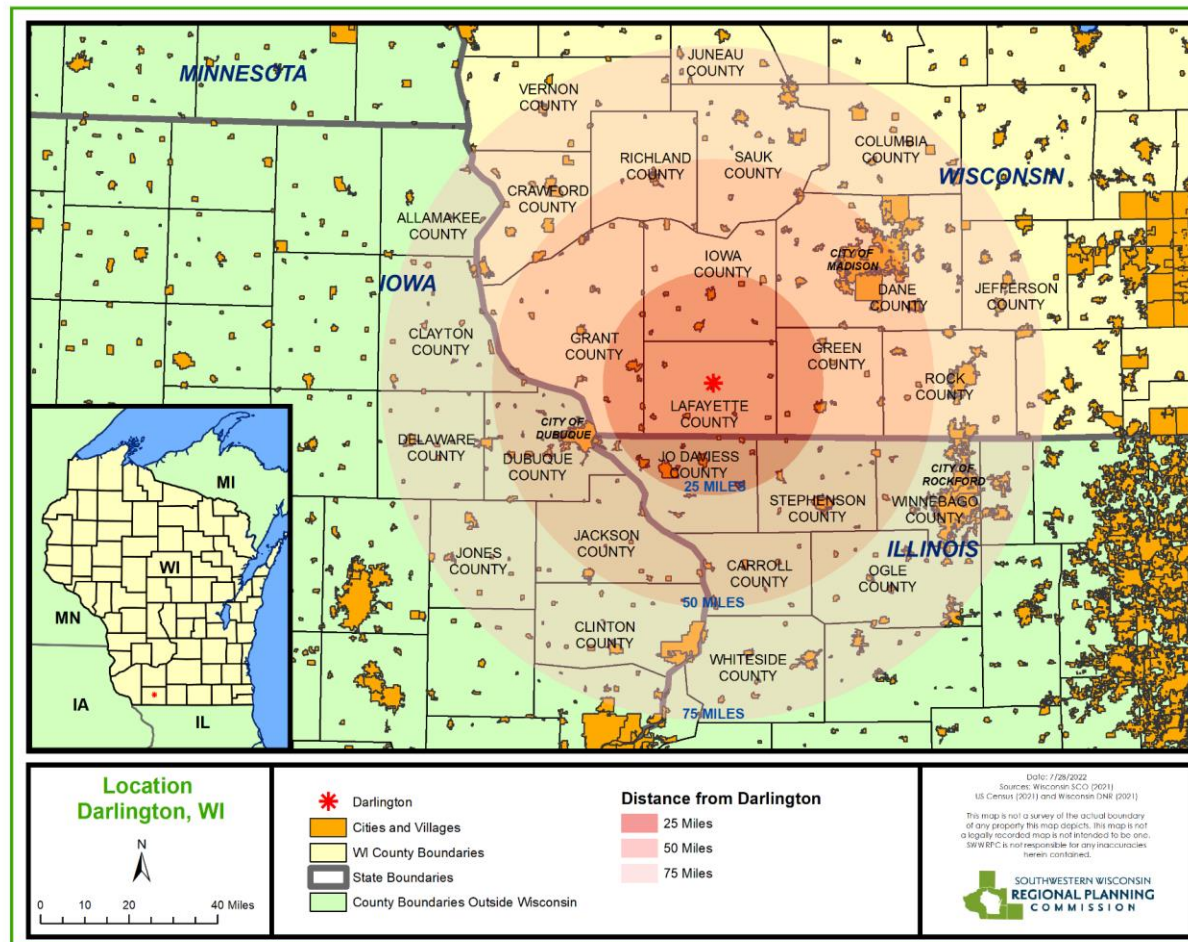 MINNESOTA
JUNEAU
COUNTY
VERNON
COUNTY
COLUMBIA
COUNTY
RICHLAND
COUNTY
SAUK
COUNTY
WISCONSIN
CRAWFORD
COUNTY
ALLAMAKEE
COUNTY
IOWA
IOWA
COUNTY
CITY OF
MADISON
DANE
COUNTY
JEFFERSON
COUNTY
CLAYTON
COUNTY
GRANT
COUNTY
GREEN
COUNTY
ROCK
COUNTY
LAFAYETTE
COUNTY
CITY OF
DUBUQUE
DELAWARE
COUNTY
DUBUQUE
COUNTY
JO DAVIESS
COUNTY
25 MILES
CITY OF
ROCKFORD
STEPHENSON
COUNTY
WINNEBAGO
COUNTY
JACKSON
COUNTY
JONES
COUNTY
ILLINOIS
CARROLL
COUNTY
OGLE
COUNTY
50 MILES
CLINTON
COUNTY
WHITESIDE
COUNTY
75 MILES
MI
WI
MN
IA
IL
Location
Darlington, WI
N
0 10 20 40 Miles
Darlington
Cities and Villages
WI County Boundaries
State Boundaries
County Boundaries Outside Wisconsin
Distance from Darlington
25 Miles
50 Miles
75 Miles
Date: 7/28/2022
Sources: Wisconsin SCO (2021)
US Census (2021) and Wisconsin DNR (2021)
This map is not a survey of the actual boundary
of any property this map depicts. This map is not
a legally recorded map is not intended to be one.
SWWRPC is not responsible for any inaccuracies
herein contained.
SOUTHWESTERN WISCONSIN
REGIONAL PLANNING
COMMISSION